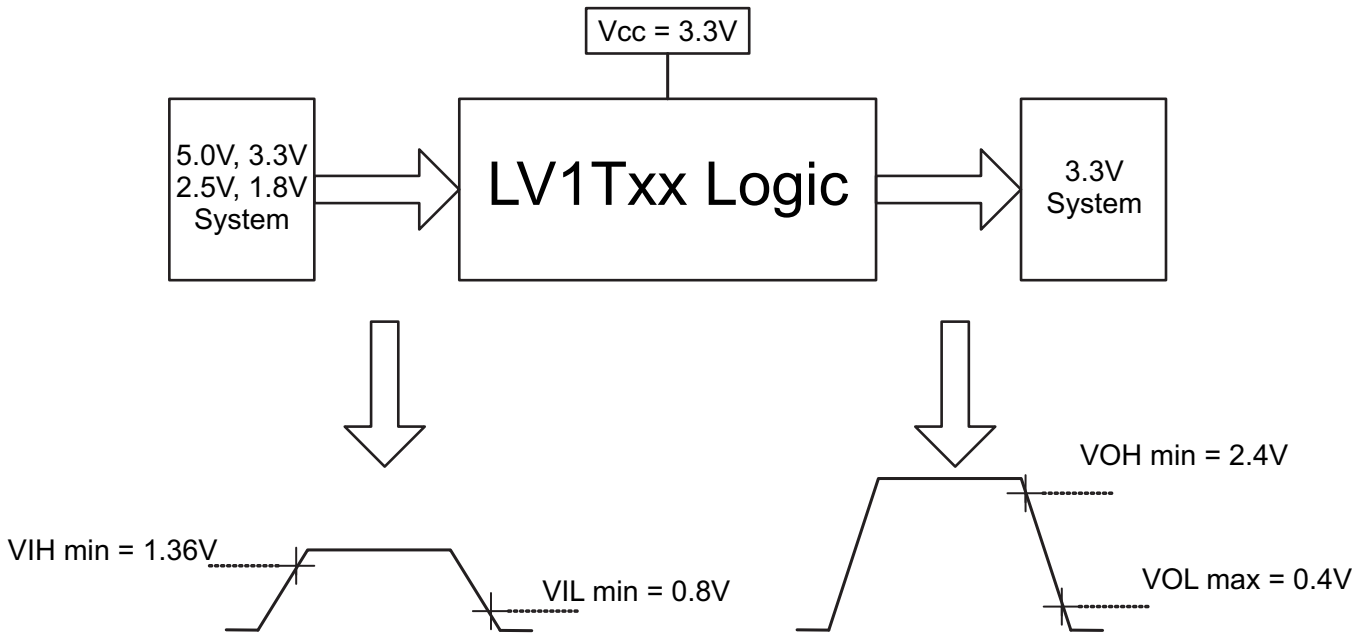 Vcc = 3.3V
5.0V, 3.3V
2.5V, 1.8V
System
LV1Txx Logic
3.3V
System
VOH min = 2.4V
VIH min = 1.36V
VIL min = 0.8V
VOL max = 0.4V